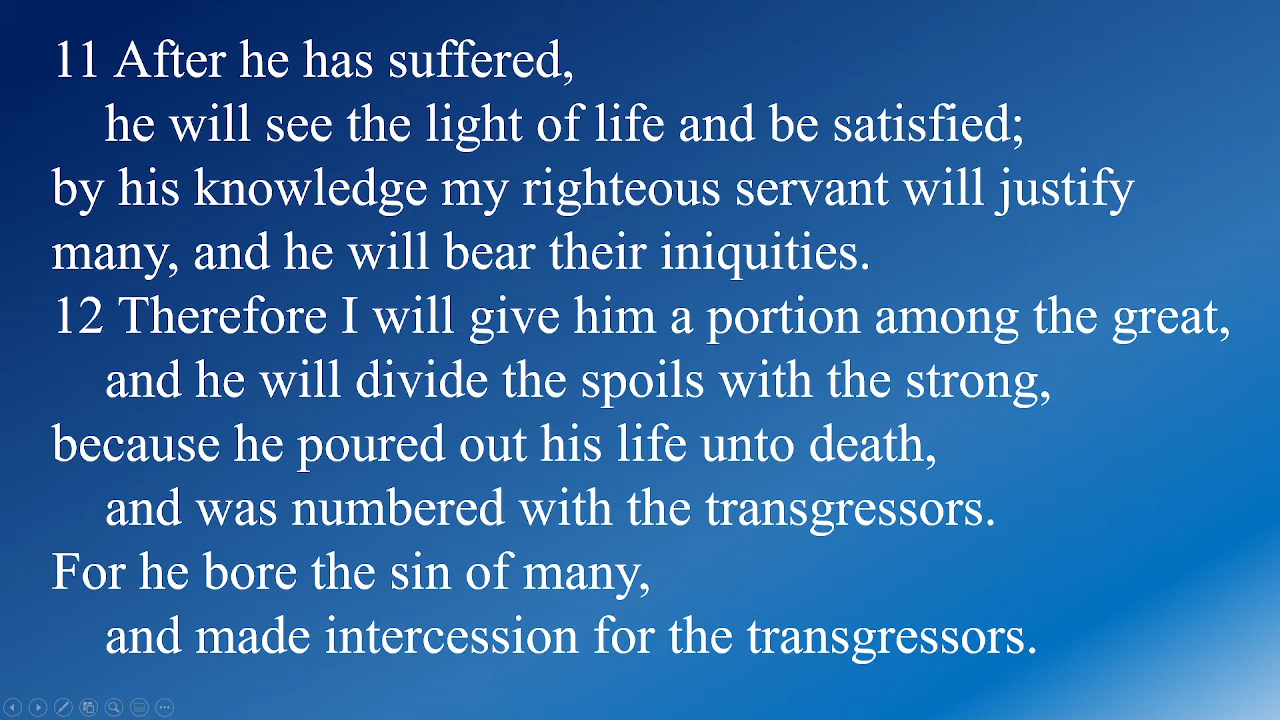 11 After he has suffered,
he will see the light of life and be satisfied;
by his knowledge my righteous servant will justify
many, and he will bear their iniquities.
12 Therefore I will give him a portion among the great,
and he will divide the spoils with the strong,
because he poured out his life unto death,
and was numbered with the transgressors.
For he bore the sin of many,
and made intercession for the transgressors.